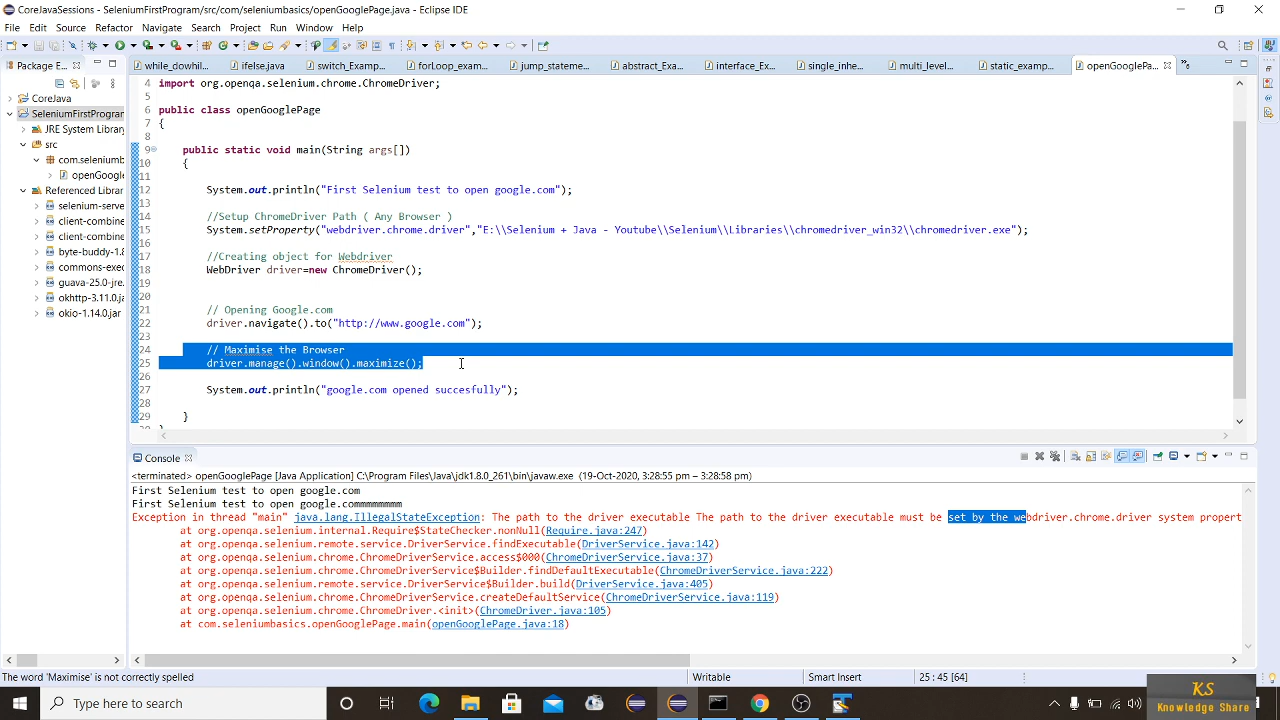 CoreJavaSessions - SeleniumFirstProgram/src/com/seleniumbasics/openGooglePage.java - Eclipse IDE
File Edit Source Refactor Navigate Search Project Run Window Help
Package E...
while_dowhil... ifelse.java switch_Examp... forLoop_exam... jump_stateme... abstract_Exa... interface_Ex... single_inhe... multi_level... static_examp... openGooglePa...
CoreJava
SeleniumFirstProgram
JRE System Library
src
com.seleniumb
openGoogle
Referenced Librar
selenium-serve
client-combine
client-combine
byte-buddy-1.8
commons-exec
guava-25.0-jre
okhttp-3.11.0.ja
okio-1.14.0.jar
4 import org.openqa.selenium.chrome.ChromeDriver;
5
6 public class openGooglePage
7 {
8
9 public static void main(String args[])
10 {
11
12 System.out.println("First Selenium test to open google.com");
13
14 //Setup ChromeDriver Path ( Any Browser )
15 System.setProperty("webdriver.chrome.driver","E:\\Selenium + Java - Youtube\\Selenium\\Libraries\\chromedriver_win32\\chromedriver.exe");
16
17 //Creating object for Webdriver
18 WebDriver driver=new ChromeDriver();
19
20
21 // Opening Google.com
22 driver.navigate().to("http://www.google.com");
23
24 // Maximise the Browser
25 driver.manage().window().maximize();
26
27 System.out.println("google.com opened succesfully");
28
29 }
Console
<terminated> openGooglePage [Java Application] C:\Program Files\Java\jdk1.8.0_261\bin\javaw.exe (19-Oct-2020, 3:28:55 pm – 3:28:58 pm)
First Selenium test to open google.com
First Selenium test to open google.commmmmmmm
Exception in thread "main" java.lang.IllegalStateException: The path to the driver executable The path to the driver executable must be set by the webdriver.chrome.driver system propert
at org.openqa.selenium.internal.Require$StateChecker.nonNull(Require.java:247)
at org.openqa.selenium.remote.service.DriverService.findExecutable(DriverService.java:142)
at org.openqa.selenium.chrome.ChromeDriverService.access$000(ChromeDriverService.java:37)
at org.openqa.selenium.chrome.ChromeDriverService$Builder.findDefaultExecutable(ChromeDriverService.java:222)
at org.openqa.selenium.remote.service.DriverService$Builder.build(DriverService.java:405)
at org.openqa.selenium.chrome.ChromeDriverService.createDefaultService(ChromeDriverService.java:119)
at org.openqa.selenium.chrome.ChromeDriver.<init>(ChromeDriver.java:105)
at com.seleniumbasics.openGooglePage.main(openGooglePage.java:18)
The word 'Maximise' is not correctly spelled
Writable
Smart Insert
25 : 45 [64]
Type here to search
KS
Knowledge Share